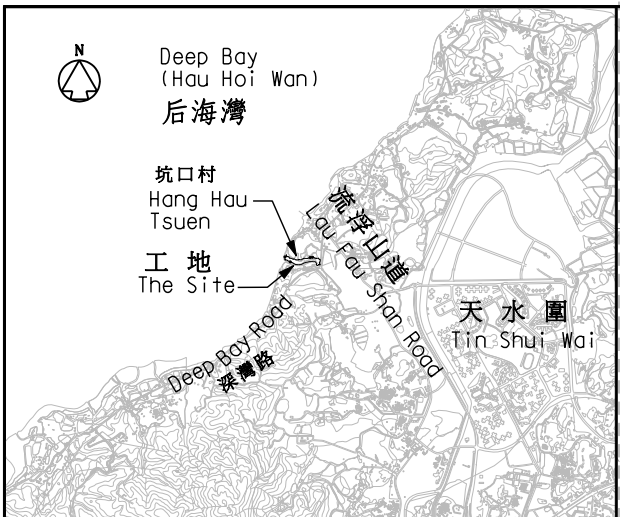 N
Deep Bay
(Hau Hoi Wan)
后海灣
坑口村
Hang Hau
Tsuen
流浮山道
Lau Fau Shan Road
工地
The Site
天水圍
Tin Shui Wai
Deep Bay Road
深灣路